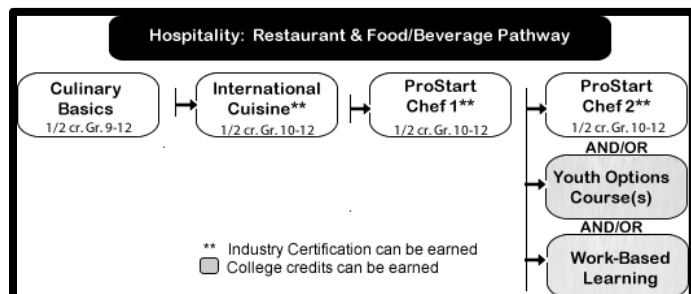 Hospitality: Restaurant & Food/Beverage Pathway
Culinary
Basics
1/2 cr. Gr. 9-12
International
Cuisine**
1/2 cr. Gr. 10-12
ProStart
Chef 1**
1/2 cr. Gr. 10-12
ProStart
Chef 2**
1/2 cr. Gr. 10-12
AND/OR
Youth Options
Course(s)
AND/OR
Work-Based
Learning
** Industry Certification can be earned
College credits can be earned